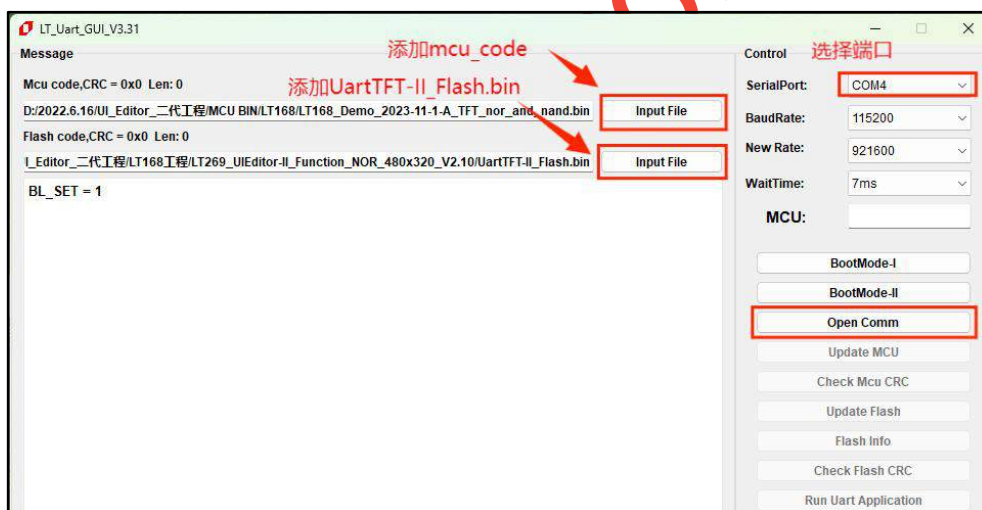 LT_Uart_GUI_V3.31
Message
添加mcu_code
Mcu code,CRC = 0x0 Len: 0
添加UartTFT-II_Flash.bin
D:/2022.6.16/UI_Editor_二代工程/MCU BIN/LT168/LT168_Demo_2023-11-1-A_TFT_nor_and_nand.bin
Input File
Flash code,CRC = 0x0 Len: 0
I_Editor_二代工程/LT168工程/LT269_UIEditor-II_Function_NOR_480x320_V2.10/UartTFT-II_Flash.bin
Input File
BL_SET = 1
Control
选择端口
SerialPort:
COM4
BaudRate:
115200
New Rate:
921600
WaitTime:
7ms
MCU:
BootMode-I
BootMode-II
Open Comm
Update MCU
Check Mcu CRC
Update Flash
Flash Info
Check Flash CRC
Run Uart Application